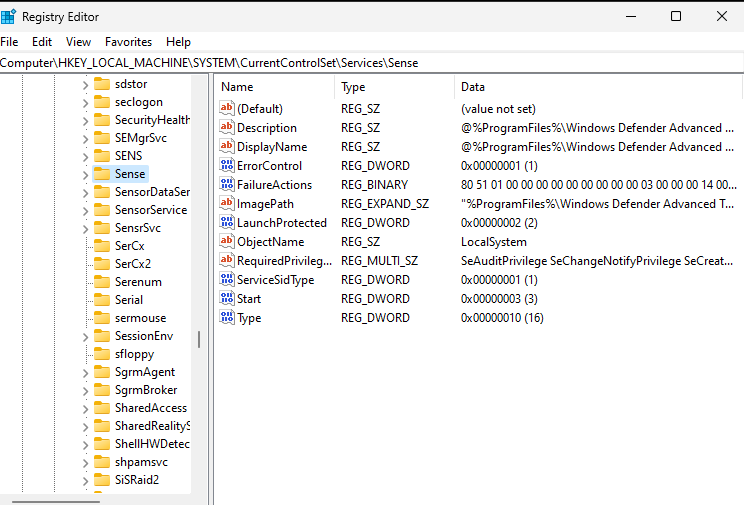 Registry Editor
File Edit View Favorites Help
Computer\HKEY_LOCAL_MACHINE\SYSTEM\CurrentControlSet\Services\Sense
sdstor
seclogon
SecurityHealth
SEMgrSvc
SENS
Sense
SensorDataSer
SensorService
SensrSvc
SerCx
SerCx2
Serenum
Serial
sermouse
SessionEnv
sfloppy
SgrmAgent
SgrmBroker
SharedAccess
SharedRealityS
ShellHWDetec
shpamsvc
SiSRaid2
Name Type Data
(Default) REG_SZ (value not set)
Description REG_SZ @%ProgramFiles%\Windows Defender Advanced ...
DisplayName REG_SZ @%ProgramFiles%\Windows Defender Advanced ...
ErrorControl REG_DWORD 0x00000001 (1)
FailureActions REG_BINARY 80 51 01 00 00 00 00 00 00 00 00 00 03 00 00 00 14 00...
ImagePath REG_EXPAND_SZ "%ProgramFiles%\Windows Defender Advanced T...
LaunchProtected REG_DWORD 0x00000002 (2)
ObjectName REG_SZ LocalSystem
RequiredPrivileg... REG_MULTI_SZ SeAuditPrivilege SeChangeNotifyPrivilege SeCreat...
ServiceSidType REG_DWORD 0x00000001 (1)
Start REG_DWORD 0x00000003 (3)
Type REG_DWORD 0x00000010 (16)